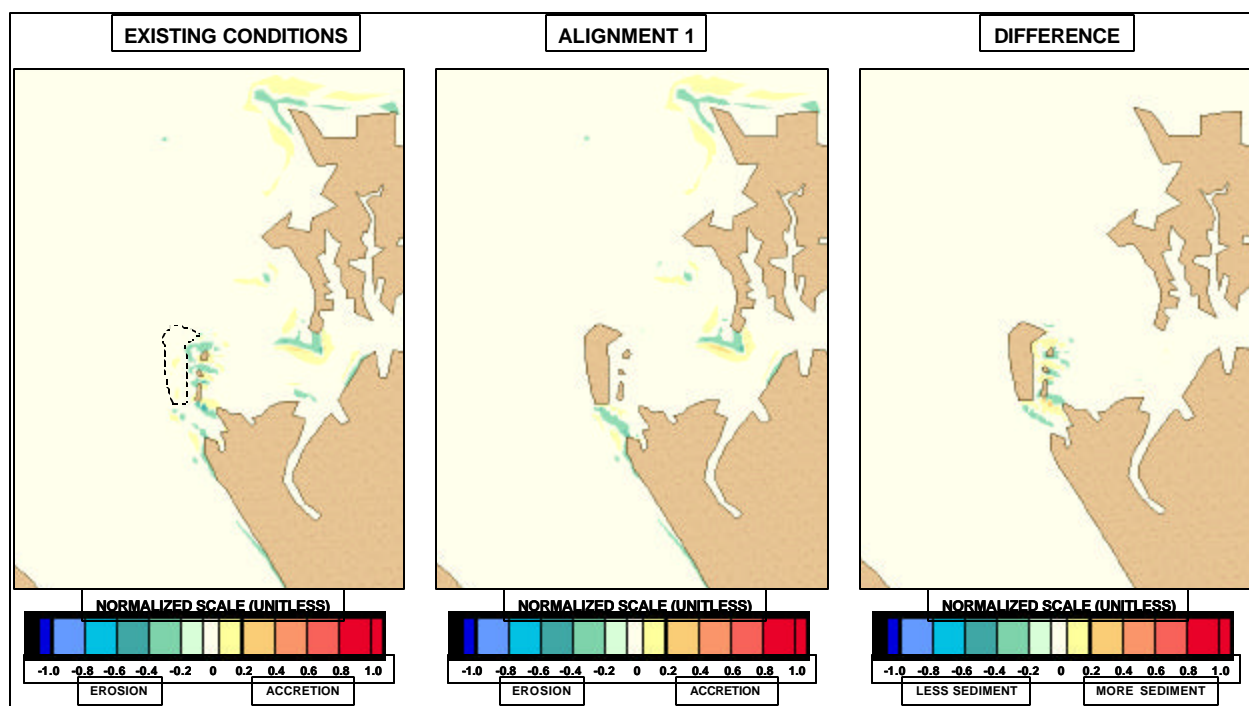 EXISTING CONDITIONS
ALIGNMENT 1
DIFFERENCE
NORMALIZED SCALE (UNITLESS)
-1.0 -0.8 -0.6 -0.4 -0.2 0 0.2 0.4 0.6 0.8 1.0
EROSION
ACCRETION
NORMALIZED SCALE (UNITLESS)
-1.0 -0.8 -0.6 -0.4 -0.2 0 0.2 0.4 0.6 0.8 1.0
EROSION
ACCRETION
NORMALIZED SCALE (UNITLESS)
-1.0 -0.8 -0.6 -0.4 -0.2 0 0.2 0.4 0.6 0.8 1.0
LESS SEDIMENT
MORE SEDIMENT